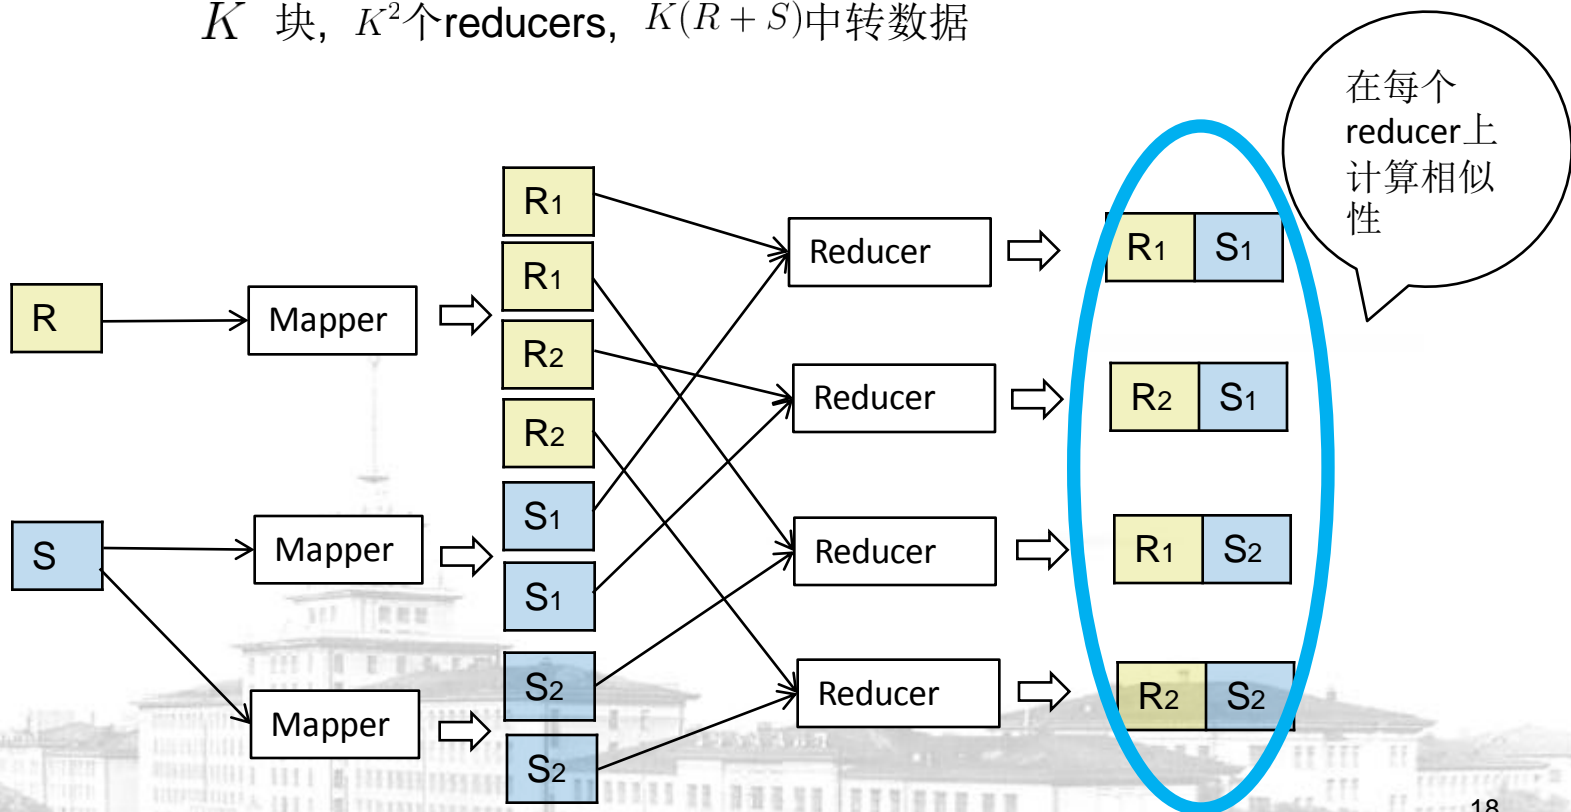 K 块, K²个reducers, K(R + S)中转数据
在每个
reducer上
计算相似
性
R1
R1
R2
R2
S1
S1
S2
S2
R
S
Mapper
Mapper
Mapper
Reducer
Reducer
Reducer
Reducer
R1 S1
R2 S1
R1 S2
R2 S2
18